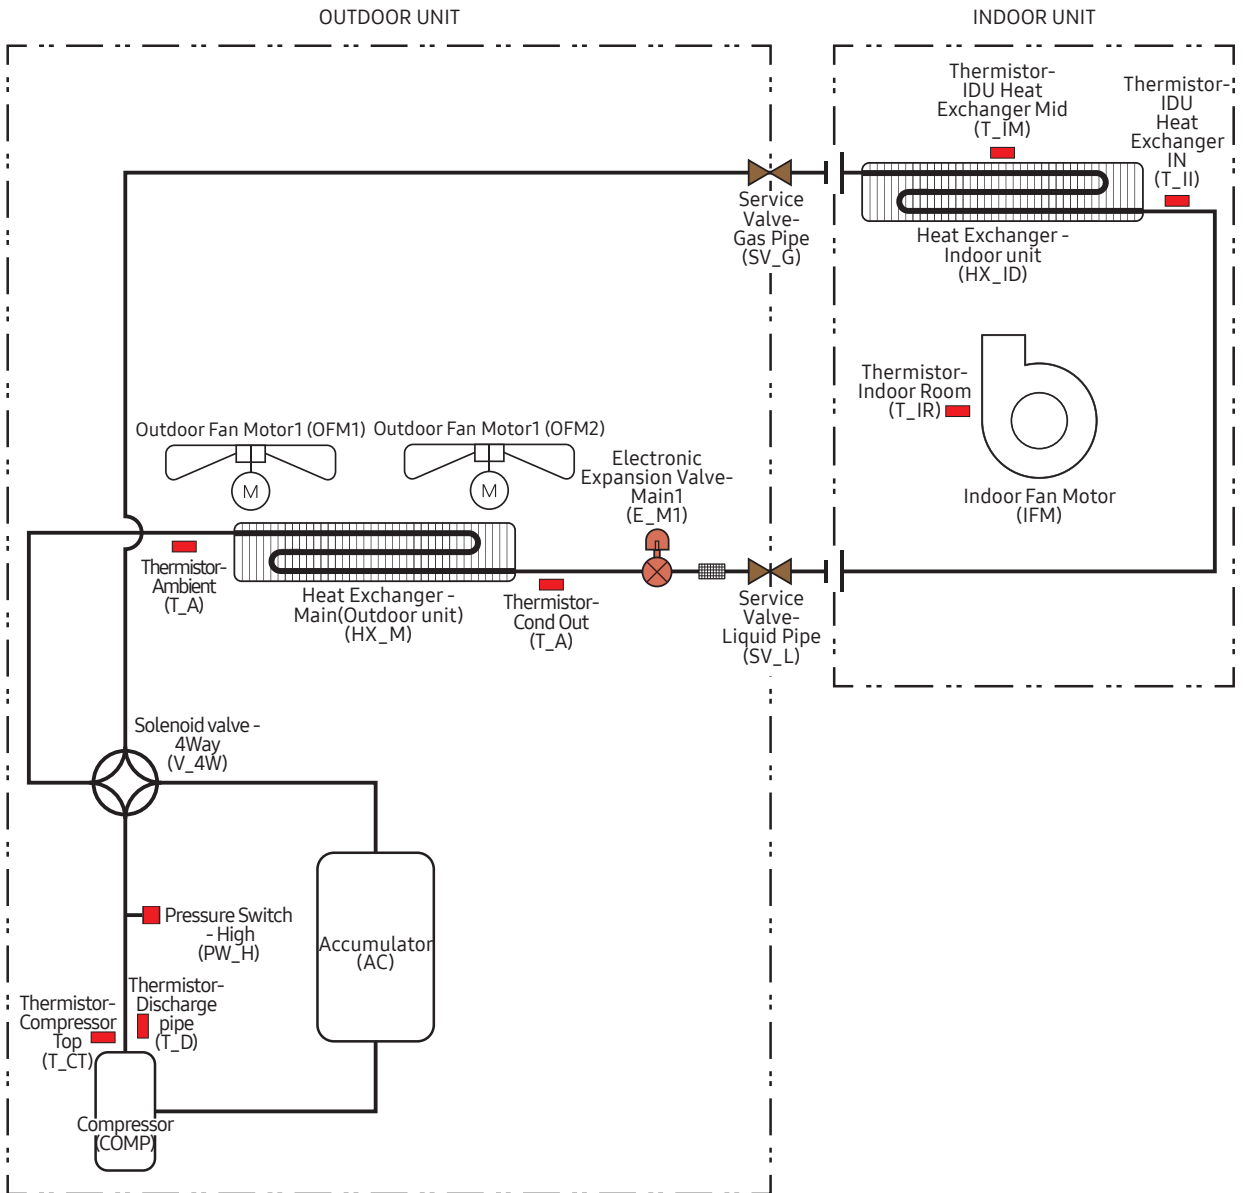 OUTDOOR UNIT
INDOOR UNIT
Thermistor-
IDU Heat
Exchanger Mid
(T_IM)
Thermistor-
IDU
Heat
Exchanger
IN
(T_II)
Service
Valve-
Gas Pipe
(SV_G)
Heat Exchanger -
Indoor unit
(HX_ID)
Thermistor-
Indoor Room
(T_IR)
Indoor Fan Motor
(IFM)
Outdoor Fan Motor1 (OFM1)
M
Outdoor Fan Motor1 (OFM2)
M
Electronic
Expansion Valve-
Main1
(E_M1)
Thermistor-
Ambient
(T_A)
Heat Exchanger -
Main(Outdoor unit)
(HX_M)
Thermistor-
Cond Out
(T_A)
Service
Valve-
Liquid Pipe
(SV_L)
Solenoid valve -
4Way
(V_4W)
Pressure Switch
- High
(PW_H)
Accumulator
(AC)
Thermistor-
Compressor
Top
(T_CT)
Thermistor-
Discharge
pipe
(T_D)
Compressor
(COMP)